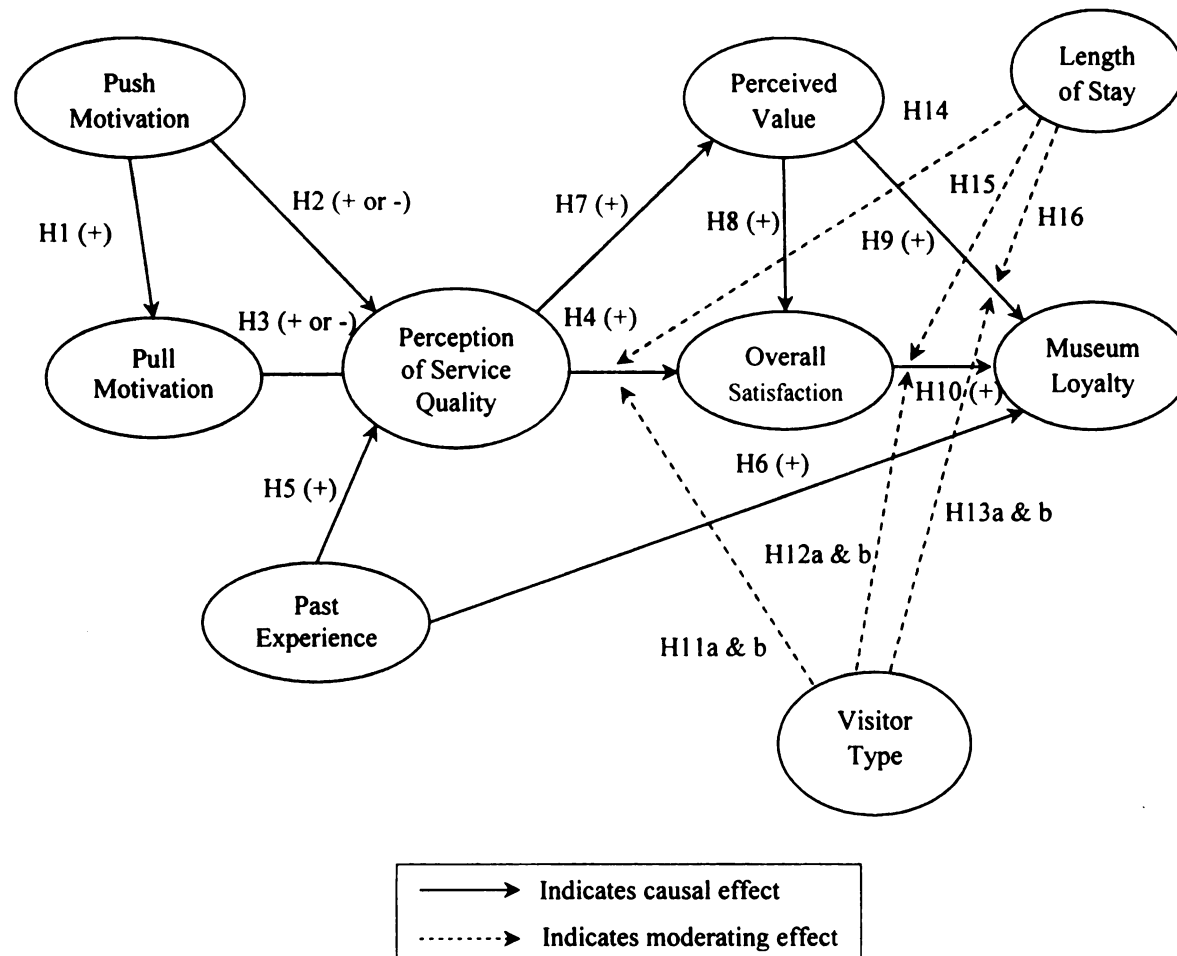 Push
Motivation
Perceived
Value
Length
of Stay
H14
H2 (+ or -)
H7 (+)
H15
H1 (+)
H8 (+)
H9 (+)
H16
H3 (+ or -)
H4 (+)
Pull
Motivation
Perception
of Service
Quality
Overall
Satisfaction
Museum
Loyalty
H10 (+)
H5 (+)
H6 (+)
H13a & b
H12a & b
Past
Experience
H11a & b
Visitor
Type
Indicates causal effect
Indicates moderating effect